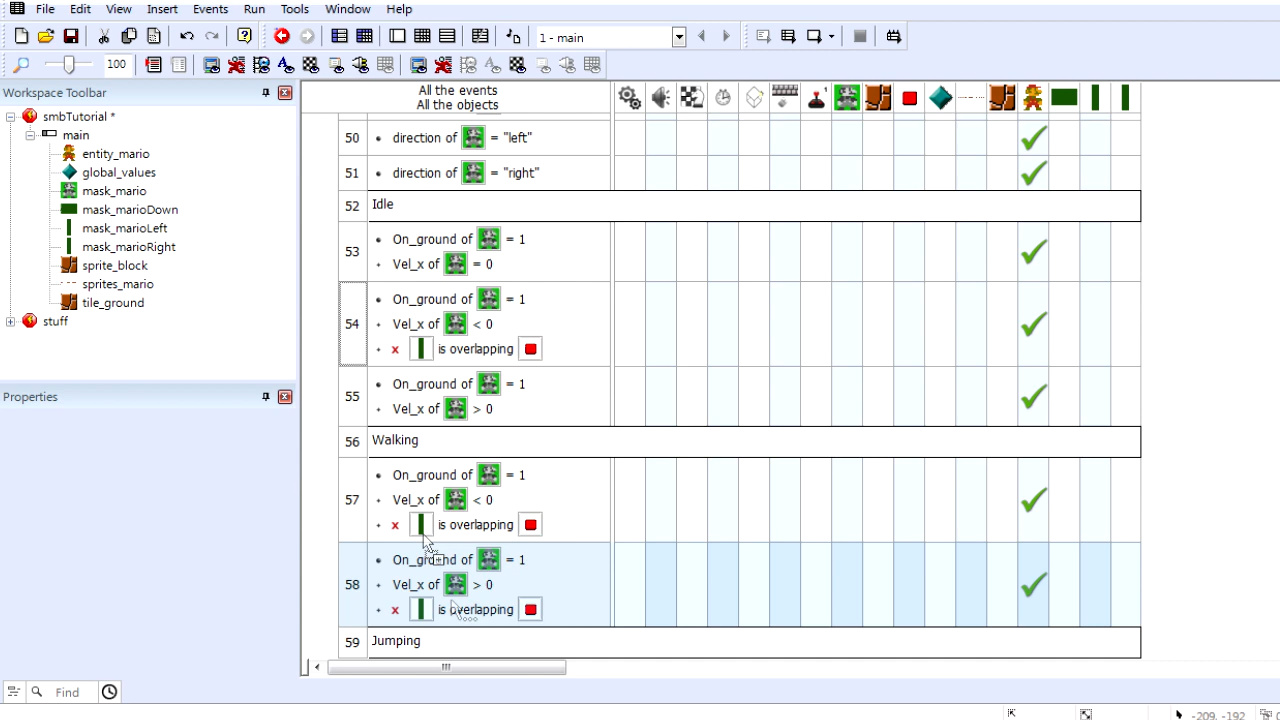 File Edit View Insert Events Run Tools Window Help
1 - main
100
Workspace Toolbar
smbTutorial *
main
entity_mario
global_values
mask_mario
mask_marioDown
mask_marioLeft
mask_marioRight
sprite_block
sprites_mario
tile_ground
stuff
Properties
Find
All the events
All the objects
50 direction of = "left"
51 direction of = "right"
52 Idle
53
On_ground of = 1
Vel_x of = 0
54
On_ground of = 1
Vel_x of < 0
x is overlapping
55
On_ground of = 1
Vel_x of > 0
56 Walking
57
On_ground of = 1
Vel_x of < 0
x is overlapping
58
On_ground of = 1
Vel_x of > 0
x is overlapping
59 Jumping
-209, -192